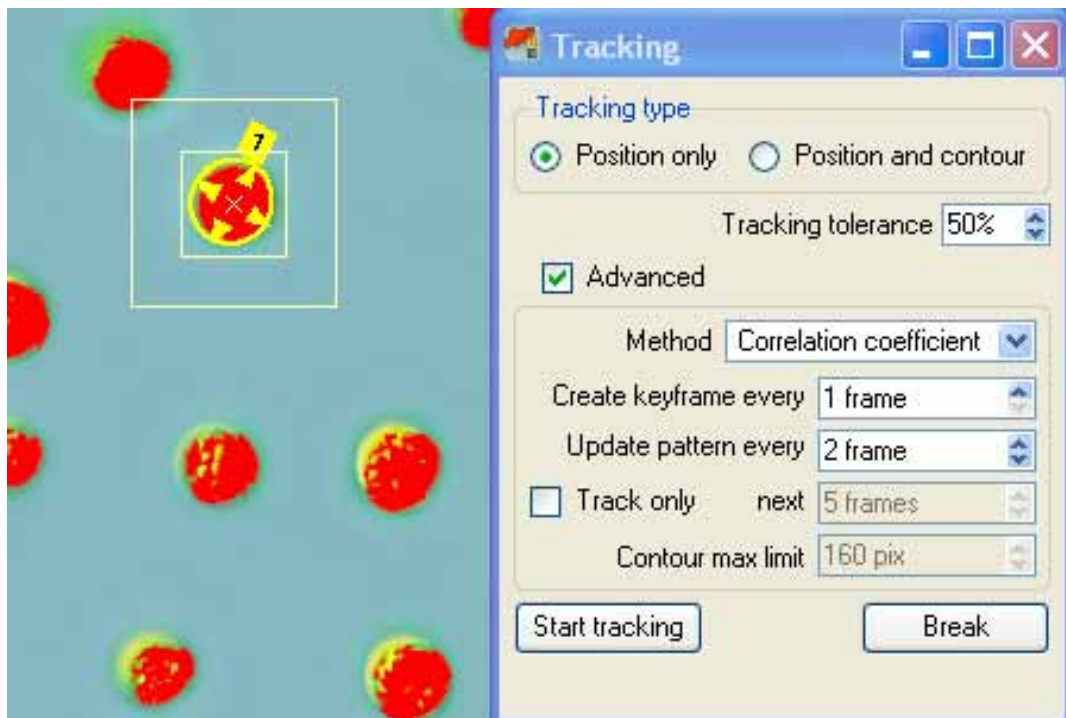 7
Tracking
Tracking type
Position only Position and contour
Tracking tolerance 50%
Advanced
Method Correlation coefficient
Create keyframe every 1 frame
Update pattern every 2 frame
Track only next 5 frames
Contour max limit 160 pix
Start tracking Break